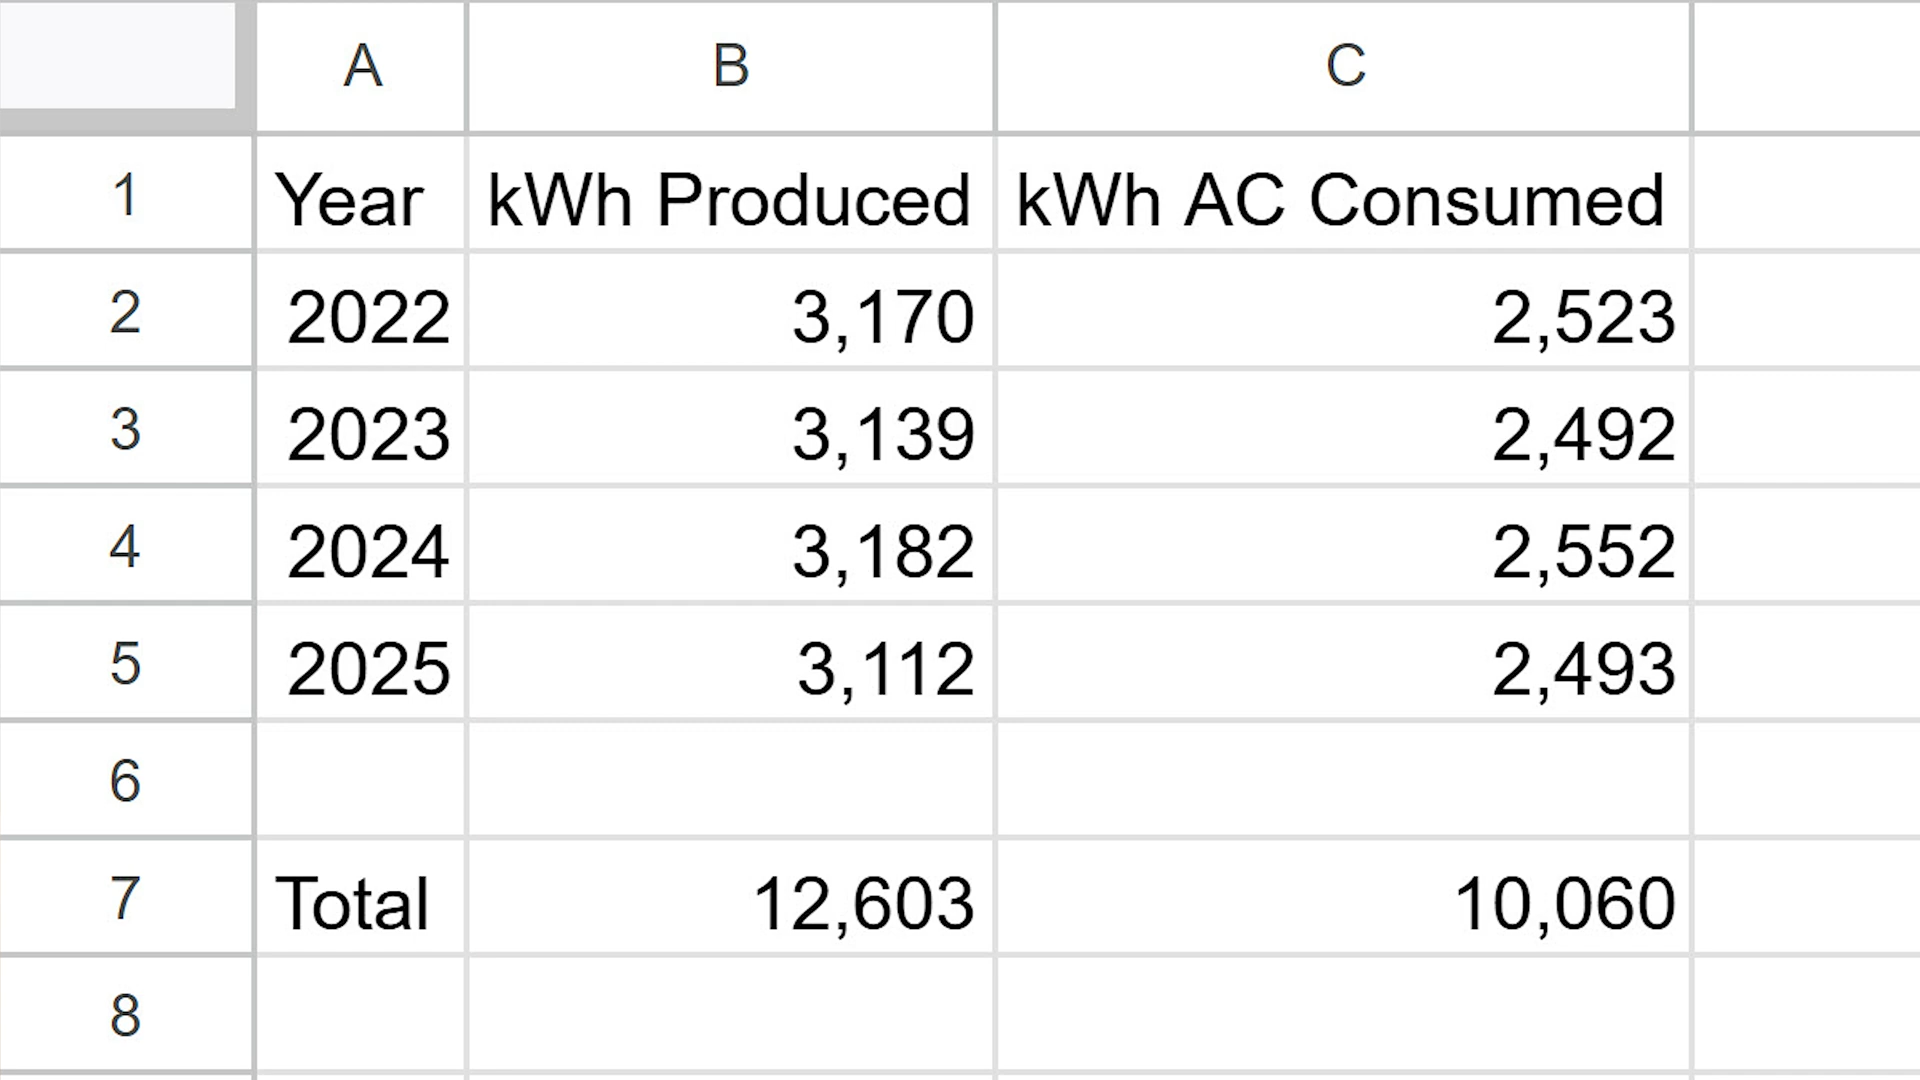 A B C
1 Year kWh Produced kWh AC Consumed
2 2022 3,170 2,523
3 2023 3,139 2,492
4 2024 3,182 2,552
5 2025 3,112 2,493
6
7 Total 12,603 10,060
8